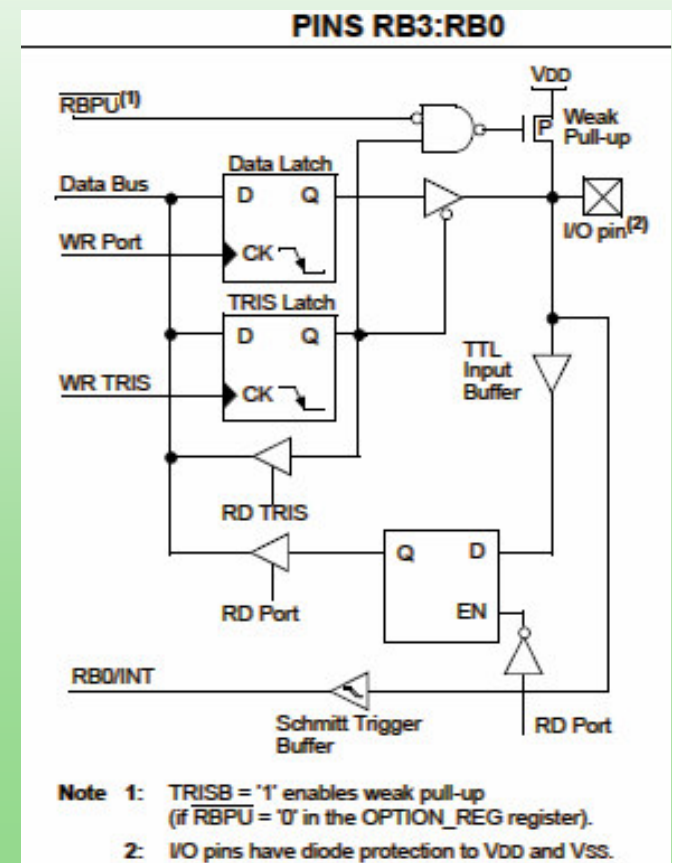 PINS RB3:RB0
VDD
RBPU(1)
P
Weak
Pull-up
Data Latch
Data Bus
D Q
I/O pin(2)
WR Port
CK
TRIS Latch
D Q
TTL
Input
Buffer
WR TRIS
CK
RD TRIS
Q D
RD Port
EN
RB0/INT
Schmitt Trigger
Buffer
RD Port
Note 1: TRISB = '1' enables weak pull-up
(if RBPU = '0' in the OPTION_REG register).
2: I/O pins have diode protection to VDD and VSS.